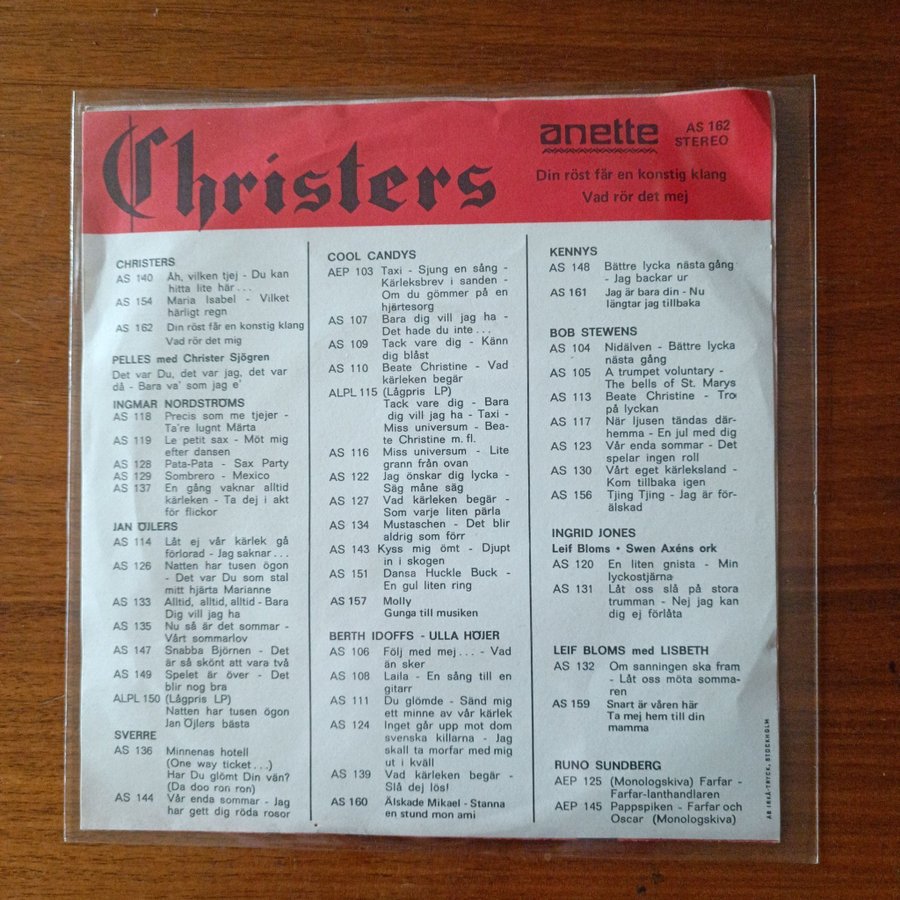 Christers
anette
AS 162
STEREO
Din röst får en konstig klang
Vad rör det mej
CHRISTERS
AS 140 Åh, vilken tjej - Du kan
hitta lite här...
AS 154 Maria Isabel - Vilket
härligt regn
AS 162 Din röst får en konstig klang
Vad rör det mig
PELLES med Christer Sjögren
Det var Du, det var jag, det var
då - Bara va' som jag e'
INGMAR NORDSTRÖMS
AS 118 Precis som me tjejer -
Ta're lugnt Märta
AS 119 Le petit sax - Möt mig
efter dansen
AS 128 Pata-Pata - Sax Party
AS 129 Sombrero - Mexico
AS 137 En gång vaknar alltid
kärleken - Ta dej i akt
för flickor
JAN ÖJLERS
AS 114 Låt ej vår kärlek gå
förlorad - Jag saknar...
AS 126 Natten har tusen ögon
- Det var Du som stal
mitt hjärta Marianne
AS 133 Alltid, alltid, alltid - Bara
Dig vill jag ha
AS 135 Nu så är det sommar -
Vårt sommarlov
AS 147 Snabba Björnen - Det
är så skönt att vara två
AS 149 Spelet är över - Det
blir nog bra
ALPL 150 (Lågpris LP)
Natten har tusen ögon
Jan Öjlers bästa
SVERRE
AS 136 Minnenas hotell
(One way ticket...)
Har Du glömt Din vän?
(Da doo ron ron)
AS 144 Vår enda sommar - Jag
har gett dig röda rosor
COOL CANDYS
AEP 103 Taxi - Sjung en sång -
Kärleksbrev i sanden -
Om du gömmer på en
hjärtesorg
AS 107 Bara dig vill jag ha -
Det hade du inte...
AS 109 Tack vare dig - Känn
dig blåst
AS 110 Beate Christine - Vad
kärleken begär
ALPL 115 (Lågpris LP)
Tack vare dig - Bara
dig vill jag ha - Taxi -
Miss universum - Bea-
te Christine m. fl.
AS 116 Miss universum - Lite
grann från ovan
AS 122 Jag önskar dig lycka -
Säg måne säg
AS 127 Vad kärleken begär -
Som varje liten pärla
AS 134 Mustaschen - Det blir
aldrig som förr
AS 143 Kyss mig ömt - Djupt
in i skogen
AS 151 Dansa Huckle Buck -
En gul liten ring
AS 157 Molly
Gunga till musiken
BERTH IDOFFS - ULLA HÖJER
AS 106 Följ med mej... - Vad
än sker
AS 108 Laila - En sång till en
gitarr
AS 111 Du glömde - Sänd mig
ett minne av vår kärlek
AS 124 Inget går upp mot dom
svenska killarna - Jag
skall ta morfar med mig
ut i kväll
AS 139 Vad kärleken begär -
Slå dej lös!
AS 160 Älskade Mikael - Stanna
en stund mon ami
KENNYS
AS 148 Bättre lycka nästa gång
- Jag backar ur
AS 161 Jag är bara din - Nu
längtar jag tillbaka
BOB STEWENS
AS 104 Nidälven - Bättre lycka
nästa gång
AS 105 A trumpet voluntary -
The bells of St. Marys
AS 113 Beate Christine - Tro
på lyckan
AS 117 När ljusen tändas där-
hemma - En jul med dig
AS 123 Vår enda sommar - Det
spelar ingen roll
AS 130 Vårt eget kärleksland -
Kom tillbaka igen
AS 156 Tjing Tjing - Jag är för-
älskad
INGRID JONES
Leif Bloms • Swen Axéns ork
AS 120 En liten gnista - Min
lyckostjärna
AS 131 Låt oss slå på stora
trumman - Nej jag kan
dig ej förlåta
LEIF BLOMS med LISBETH
AS 132 Om sanningen ska fram
- Låt oss möta somma-
ren
AS 159 Snart är våren här
Ta mej hem till din
mamma
RUNO SUNDBERG
AEP 125 (Monologskiva) Farfar -
Farfar-lanthandlaren
AEP 145 Pappspiken - Farfar och
Oscar (Monologskiva)
STOCKHOLM